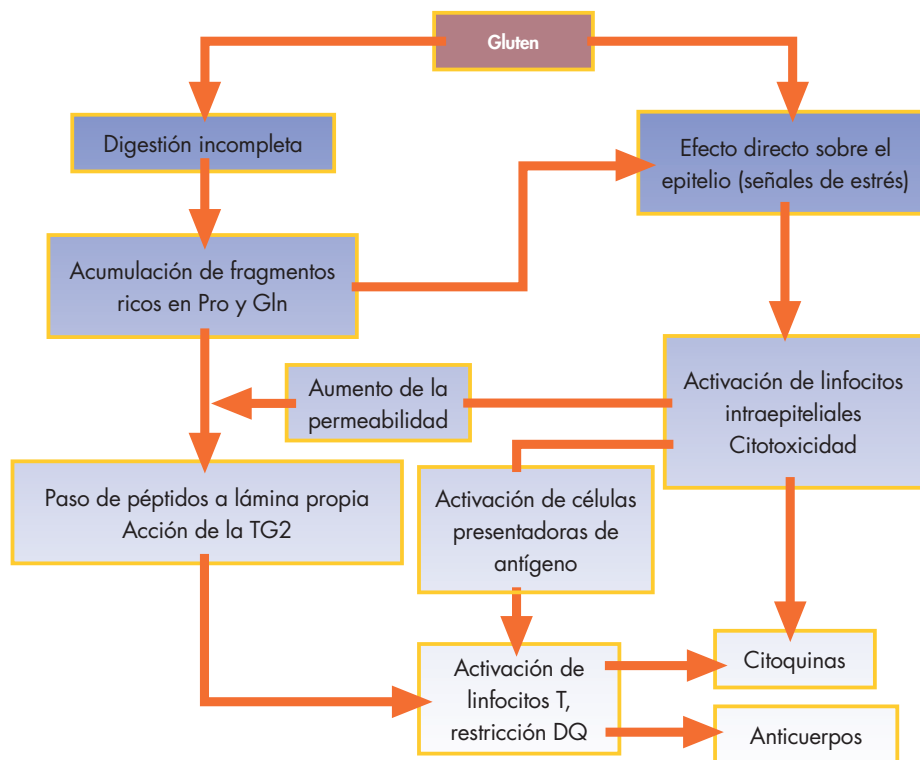 Gluten
Digestión incompleta
Efecto directo sobre el
epitelio (señales de estrés)
Acumulación de fragmentos
ricos en Pro y Gln
Aumento de la
permeabilidad
Activación de linfocitos
intraepiteliales
Citotoxicidad
Paso de péptidos a lámina propia
Acción de la TG2
Activación de células
presentadoras de
antígeno
Activación de
linfocitos T,
restricción DQ
Citoquinas
Anticuerpos